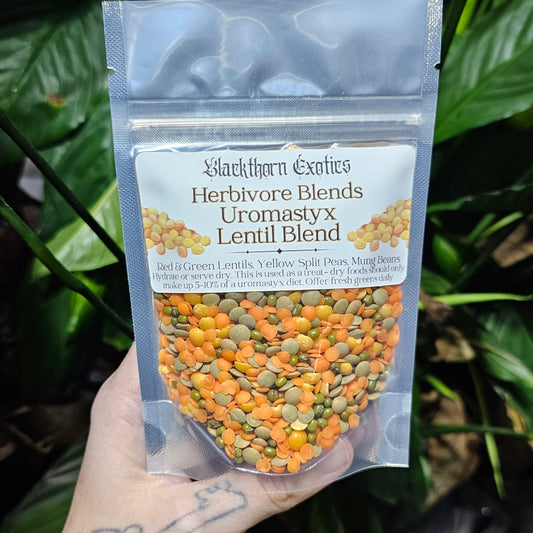 Blackthorn Exotics
Herbivore Blends
Uromastyx
Lentil Blend
Red & Green Lentils, Yellow Split Peas, Mung Beans
Hydrate or serve dry. This is used as a treat- dry foods should only
make up 5-10% of a uromastyx diet. Offer fresh greens daily.